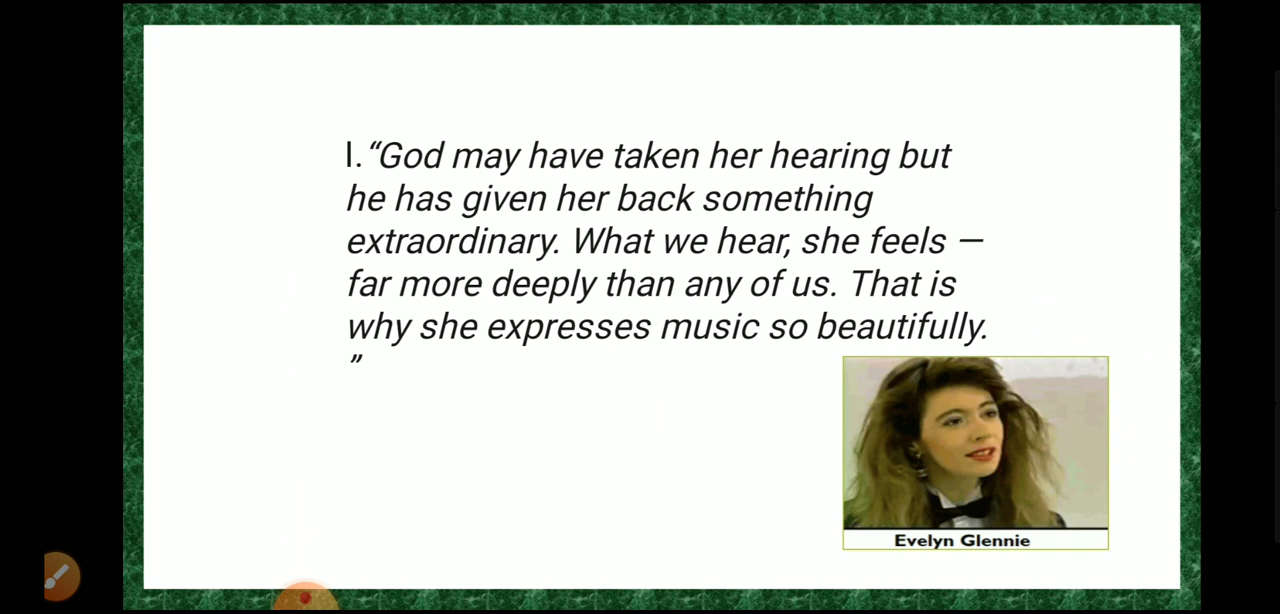 I. “God may have taken her hearing but
he has given her back something
extraordinary. What we hear, she feels —
far more deeply than any of us. That is
why she expresses music so beautifully.
”
Evelyn Glennie